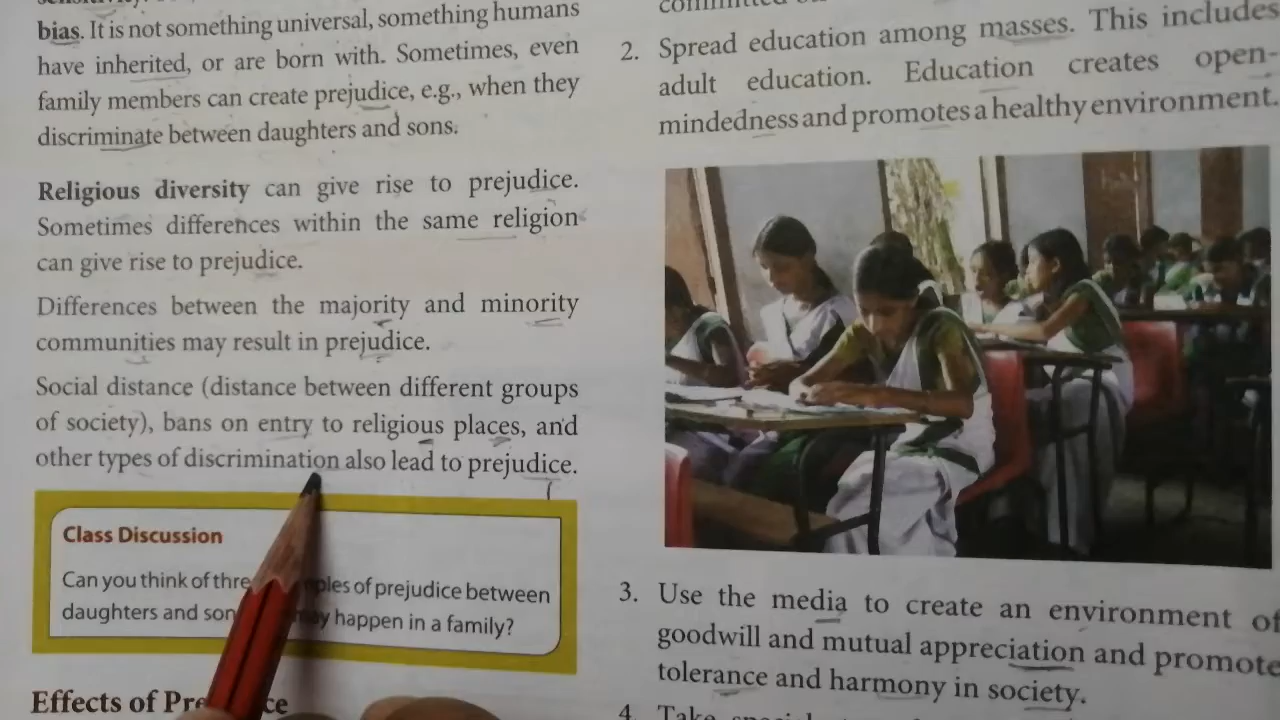 bias. It is not something universal, something humans
have inherited, or are born with. Sometimes, even
family members can create prejudice, e.g., when they
discriminate between daughters and sons.
Religious diversity can give rise to prejudice.
Sometimes differences within the same religion
can give rise to prejudice.
Differences between the majority and minority
communities may result in prejudice.
Social distance (distance between different groups
of society), bans on entry to religious places, and
other types of discrimination also lead to prejudice.
Class Discussion
Can you think of of prejudice between
daughters and happen in a family?
Effects of
2. Spread education among masses. This includes
adult education. Education creates open-
mindedness and promotes a healthy environment.
3. Use the media to create an environment of
goodwill and mutual appreciation and promote
tolerance and harmony in society.
4. Take